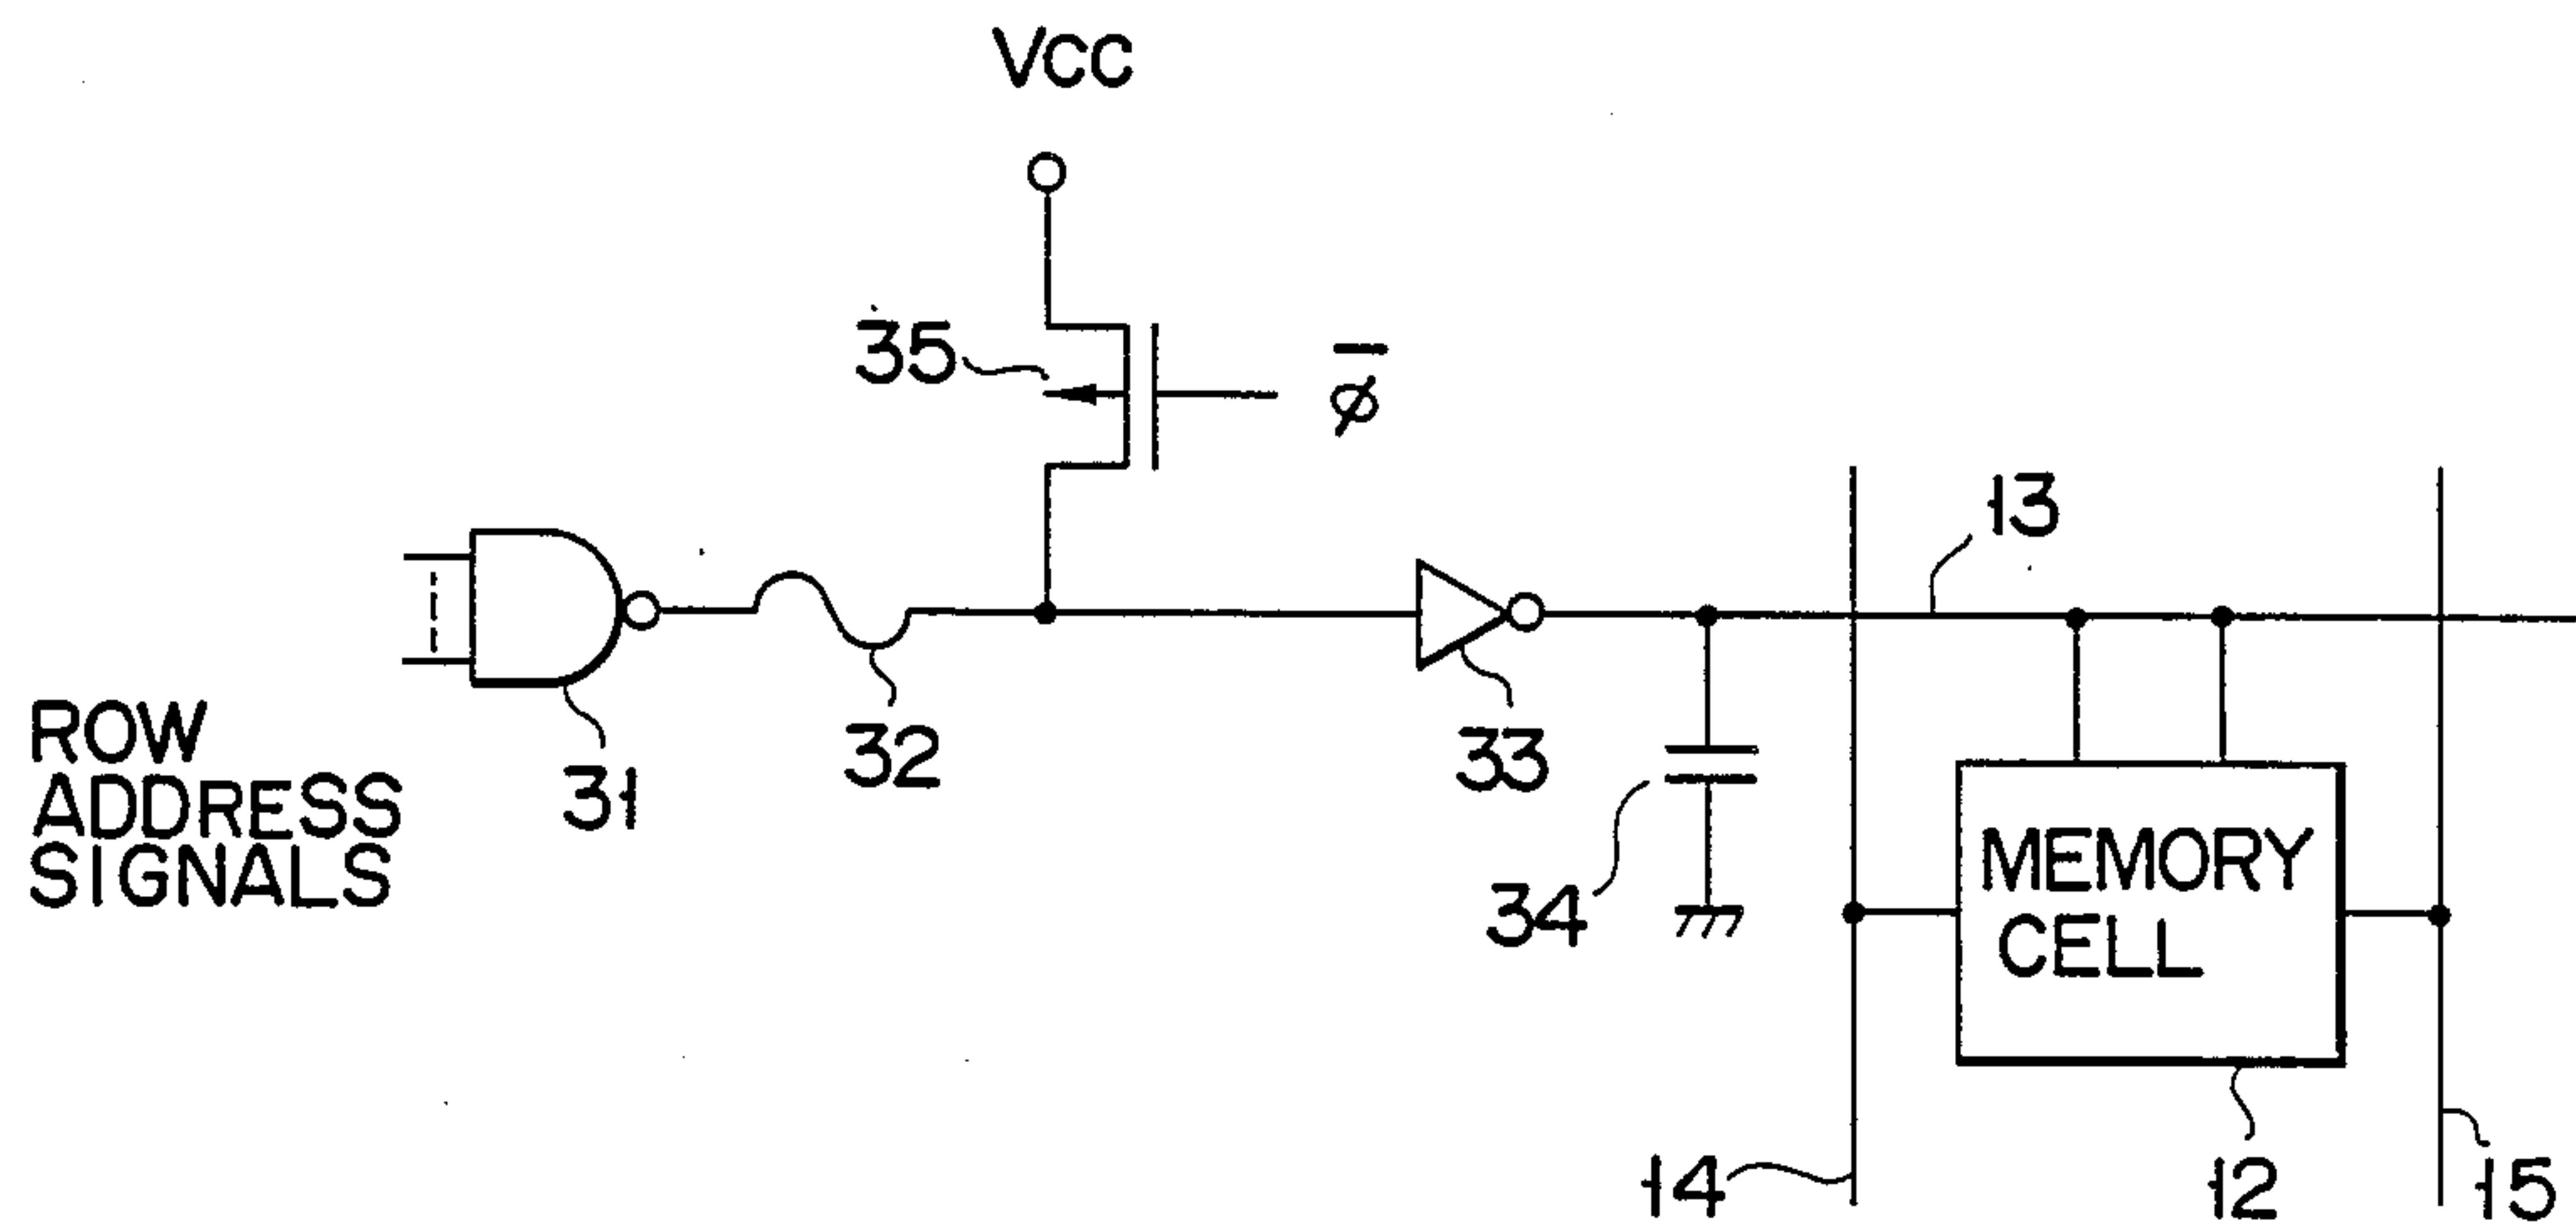 VCC
35
φ̅
13
ROW
ADDRESS
SIGNALS
31
32
33
34
MEMORY
CELL
14
12
15